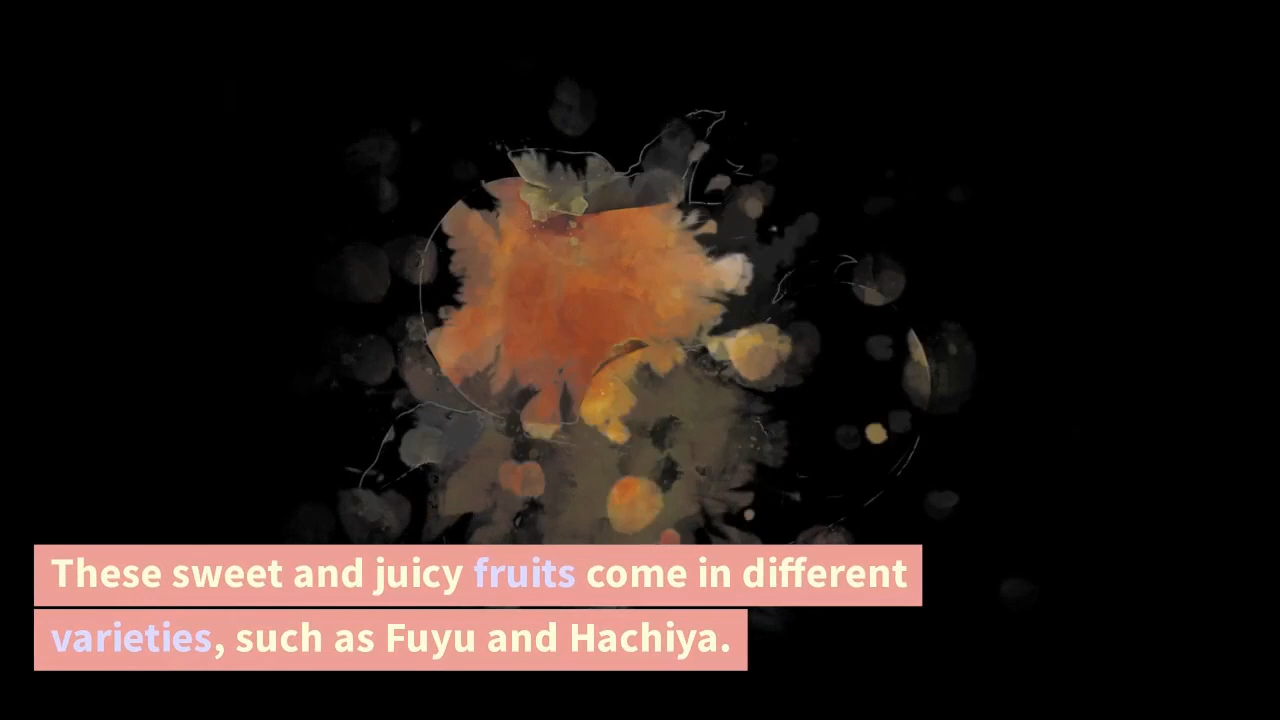 These sweet and juicy fruits come in different
varieties, such as Fuyu and Hachiya.